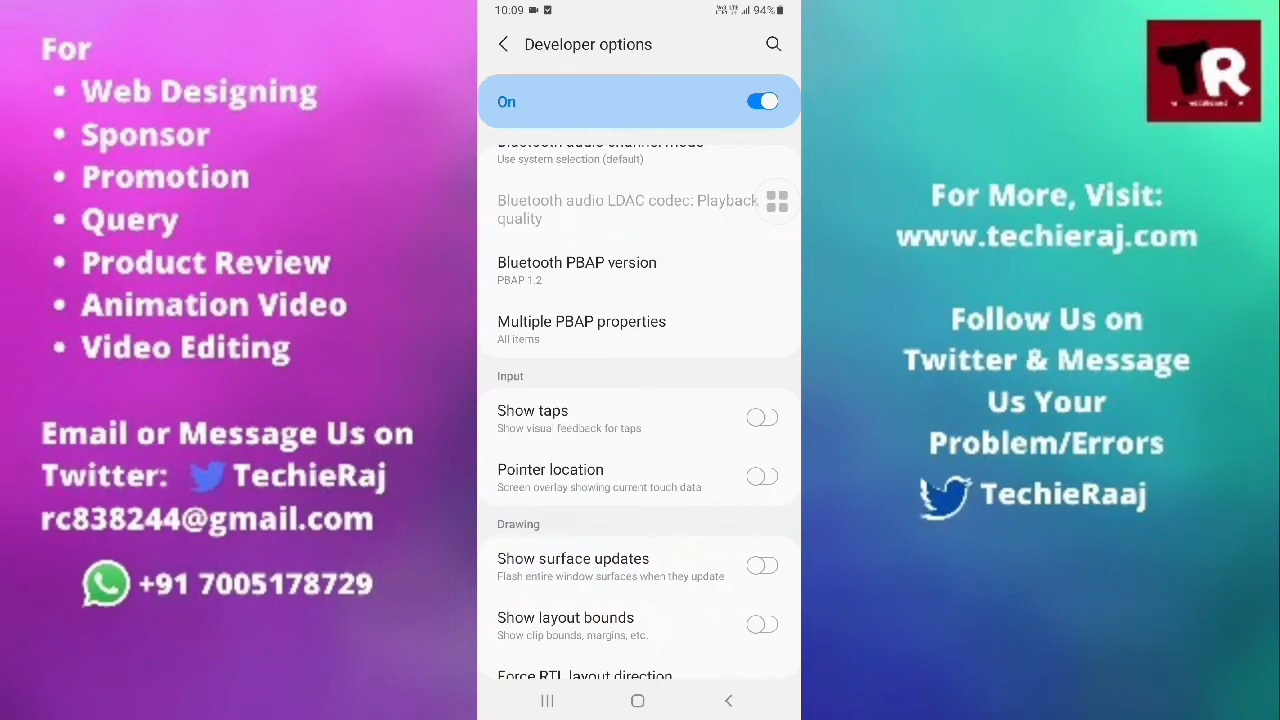 For
• Web Designing
• Sponsor
• Promotion
• Query
• Product Review
• Animation Video
• Video Editing
Email or Message Us on
Twitter: TechieRaj
rc838244@gmail.com
+91 7005178729
10.09
94%
Developer options
On
Use system selection (default)
Bluetooth audio LDAC codec: Playback
quality
Bluetooth PBAP version
PBAP 1.2
Multiple PBAP properties
All items
Input
Show taps
Show visual feedback for taps
Pointer location
Screen overlay showing current touch data
Drawing
Show surface updates
Flash entire window surfaces when they update
Show layout bounds
Show clip bounds, margins, etc.
Force RTL layout direction
TR
For More, Visit:
www.techieraj.com
Follow Us on
Twitter & Message
Us Your
Problem/Errors
TechieRaaj